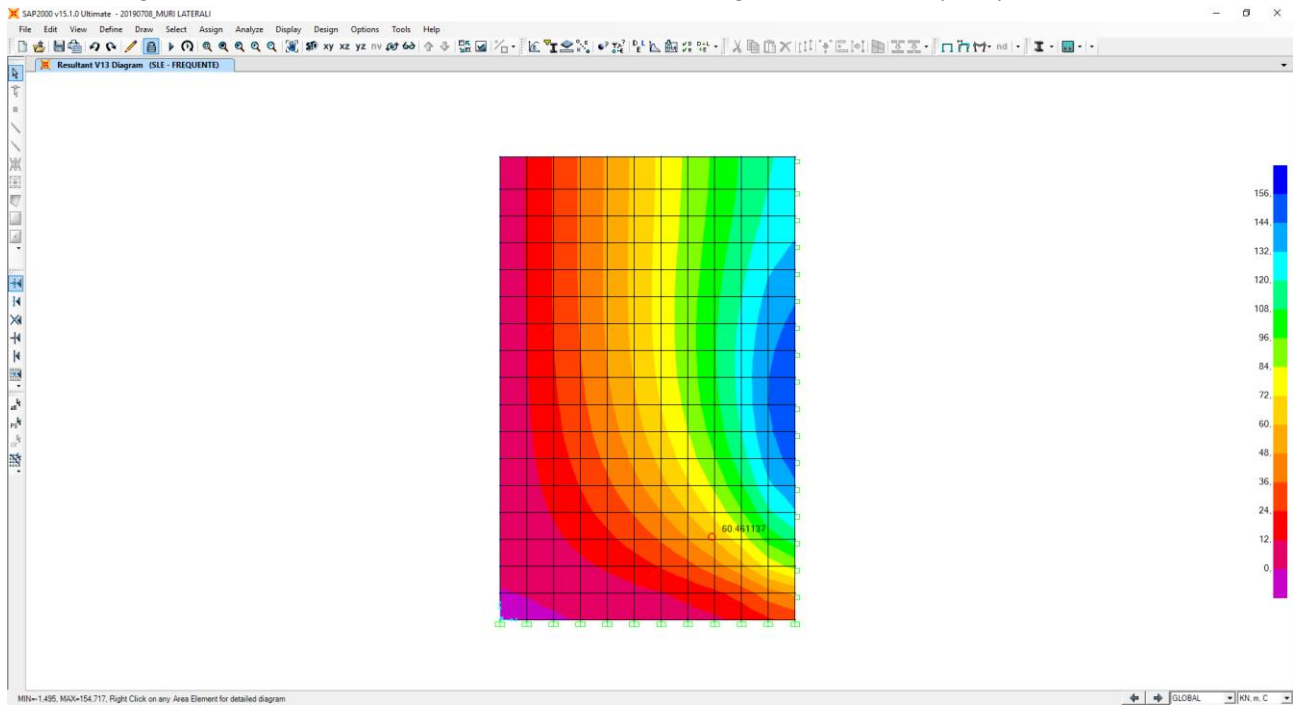 SAP2000 v15.1.0 Ultimate - 20190708_MURI LATERALI
File Edit View Define Draw Select Assign Analyze Display Design Options Tools Help
xy xz yz nv nd
Resultant V13 Diagram (SLE - FREQUENTE)
156,
144,
132,
120,
108,
96,
84,
72,
60,
48,
36,
24,
12,
0,
60.461137
MIN=-1,495, MAX=154,717, Right Click on any Area Element for detailed diagram
GLOBAL KN, m, C